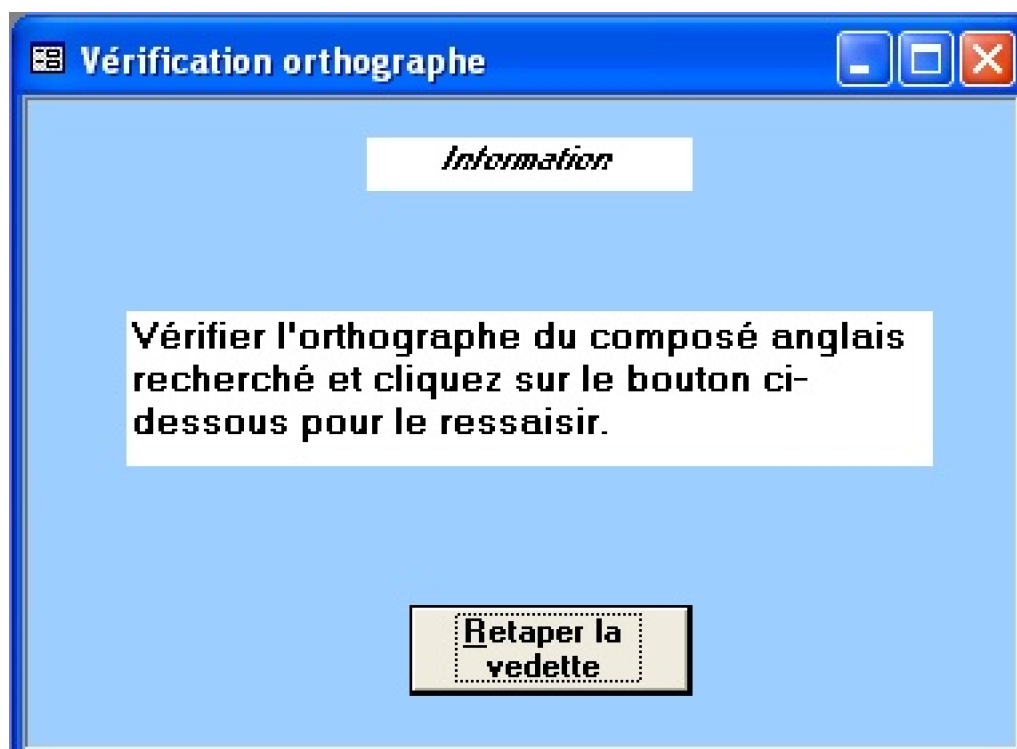 Vérification orthographe
Information
Vérifier l'orthographe du composé anglais
recherché et cliquez sur le bouton ci-
dessous pour le ressaisir.
Retaper la
vedette